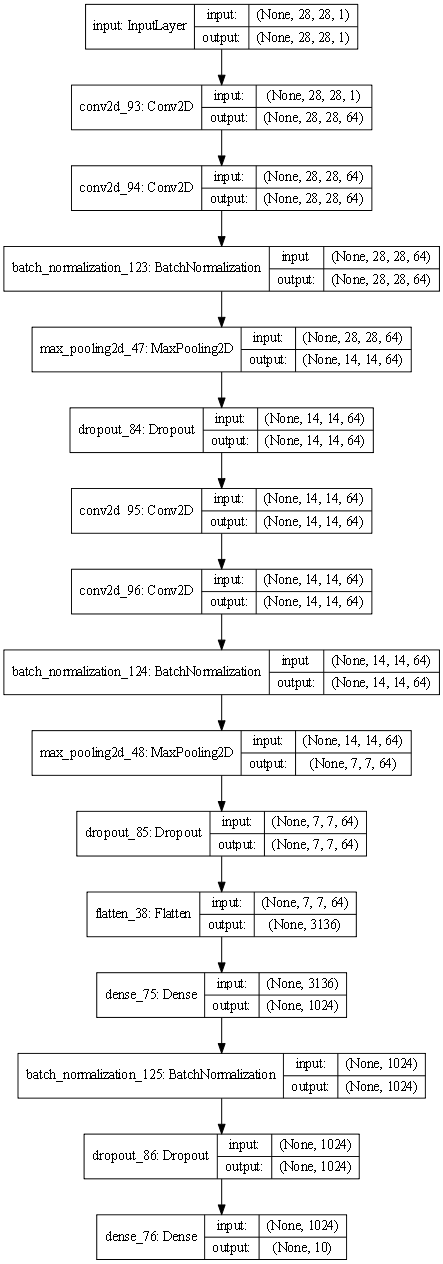 input: InputLayer
input: (None, 28, 28, 1)
output: (None, 28, 28, 1)
conv2d_93: Conv2D
input: (None, 28, 28, 1)
output: (None, 28, 28, 64)
conv2d_94: Conv2D
input: (None, 28, 28, 64)
output: (None, 28, 28, 64)
batch_normalization_123: BatchNormalization
input (None, 28, 28, 64)
output: (None, 28, 28, 64)
max_pooling2d_47: MaxPooling2D
input: (None, 28, 28, 64)
output: (None, 14, 14, 64)
dropout_84: Dropout
input: (None, 14, 14, 64)
output: (None, 14, 14, 64)
conv2d_95: Conv2D
input: (None, 14, 14, 64)
output: (None, 14, 14, 64)
conv2d_96: Conv2D
input: (None, 14, 14, 64)
output: (None, 14, 14, 64)
batch_normalization_124: BatchNormalization
input (None, 14, 14, 64)
output: (None, 14, 14, 64)
max_pooling2d_48: MaxPooling2D
input: (None, 14, 14, 64)
output: (None, 7, 7, 64)
dropout_85: Dropout
input: (None, 7, 7, 64)
output: (None, 7, 7, 64)
flatten_38: Flatten
input: (None, 7, 7, 64)
output: (None, 3136)
dense_75: Dense
input: (None, 3136)
output: (None, 1024)
batch_normalization_125: BatchNormalization
input: (None, 1024)
output: (None, 1024)
dropout_86: Dropout
input: (None, 1024)
output: (None, 1024)
dense_76: Dense
input: (None, 1024)
output: (None, 10)